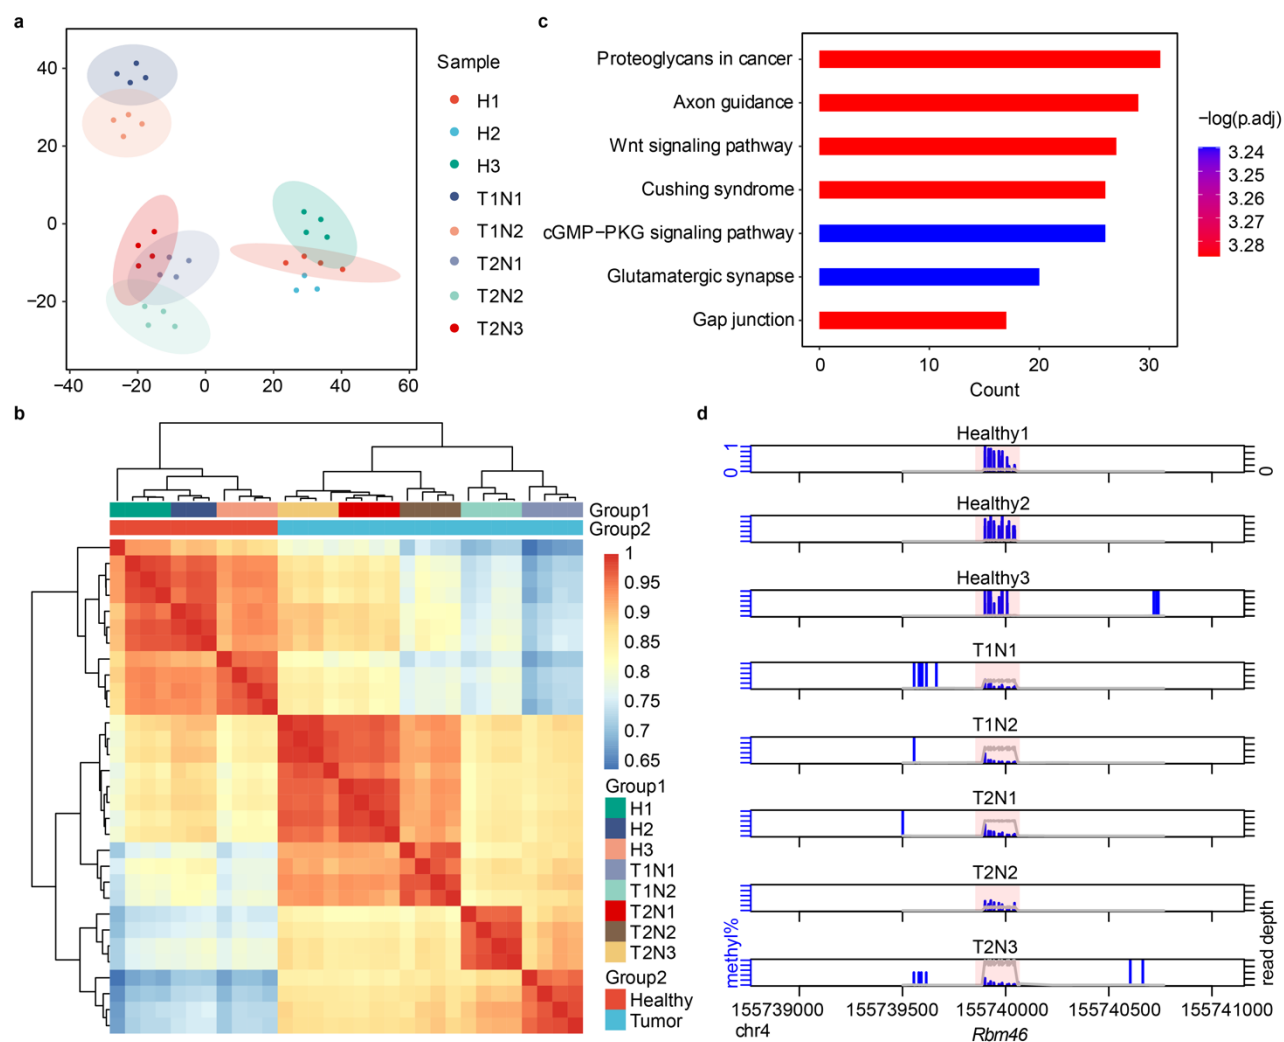 a
40
20
0
−20
−40
−20
0
20
40
60
Sample
H1
H2
H3
T1N1
T1N2
T2N1
T2N2
T2N3
c
Proteoglycans in cancer
Axon guidance
Wnt signaling pathway
Cushing syndrome
cGMP−PKG signaling pathway
Glutamatergic synapse
Gap junction
0
10
20
30
Count
−log(p.adj)
3.24
3.25
3.26
3.27
3.28
b
Group1
Group2
1
0.95
0.9
0.85
0.8
0.75
0.7
0.65
Group1
H1
H2
H3
T1N1
T1N2
T2N1
T2N2
T2N3
Group2
Healthy
Tumor
d
Healthy1
0 1
0
Healthy2
Healthy3
T1N1
T1N2
T2N1
T2N2
T2N3
methyl%
read depth
155739000
155739500
155740000
155740500
155741000
chr4
Rbm46